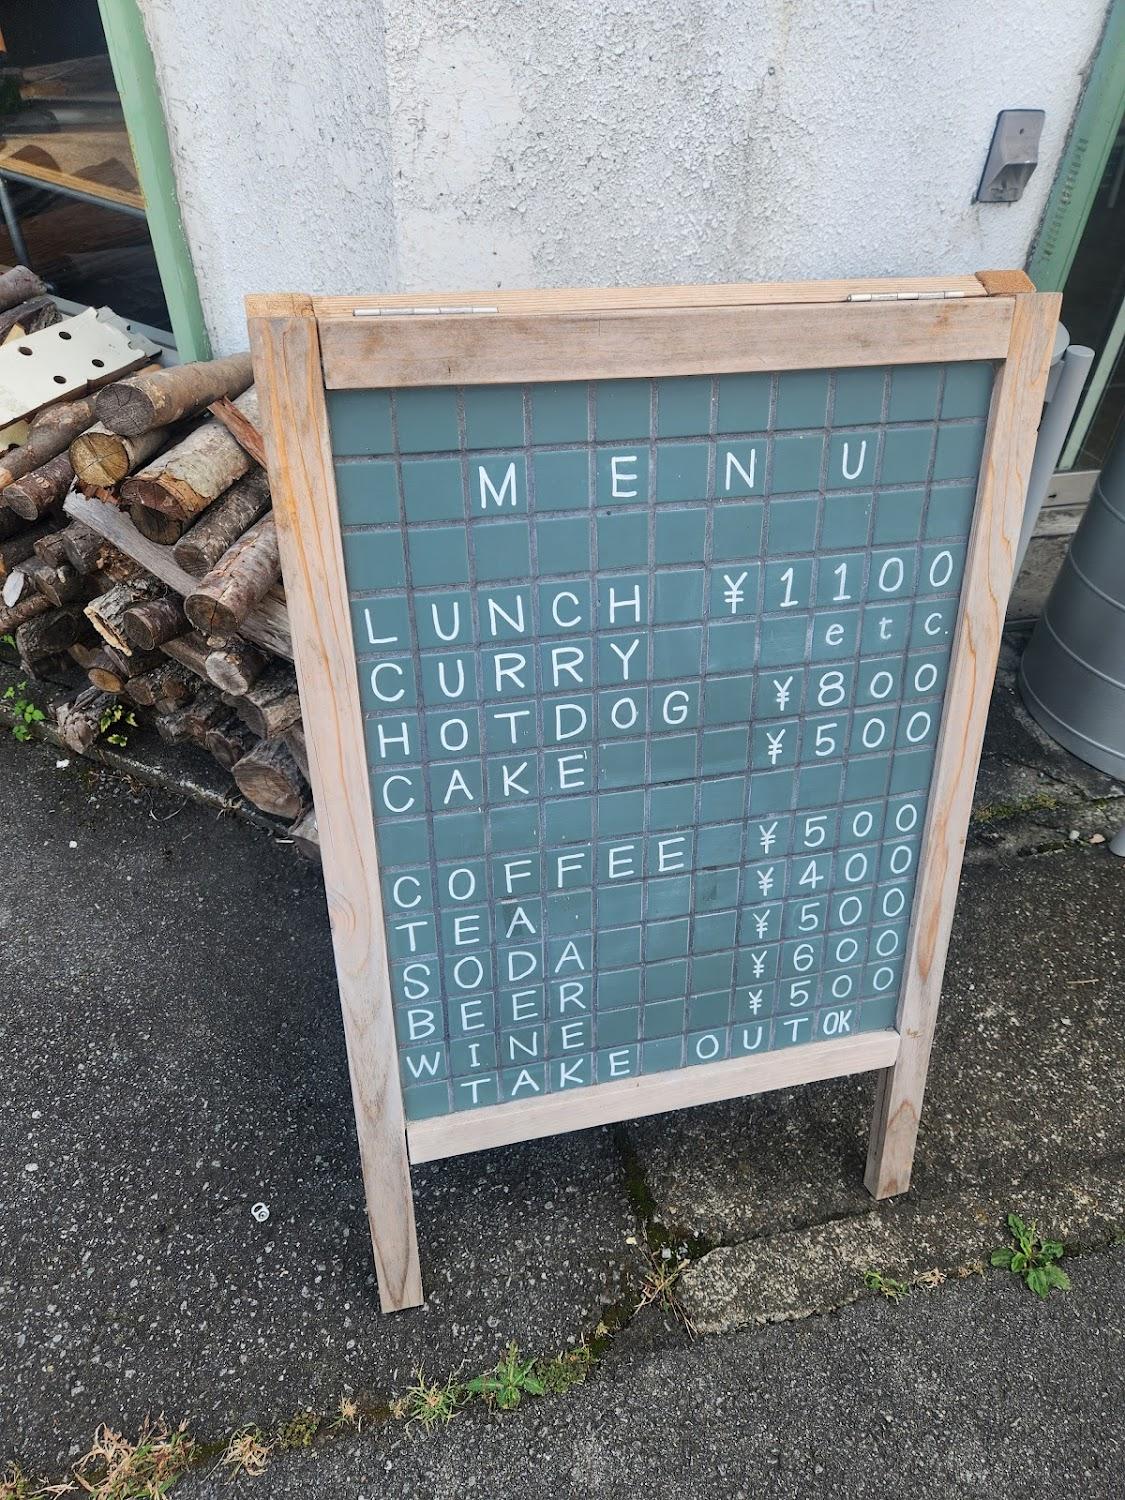 MENU
LUNCH ¥1100
CURRY etc.
HOTDOG ¥800
CAKE ¥500
COFFEE ¥500
TEA ¥400
SODA ¥500
BEER ¥600
WINE ¥500
TAKE OUT OK